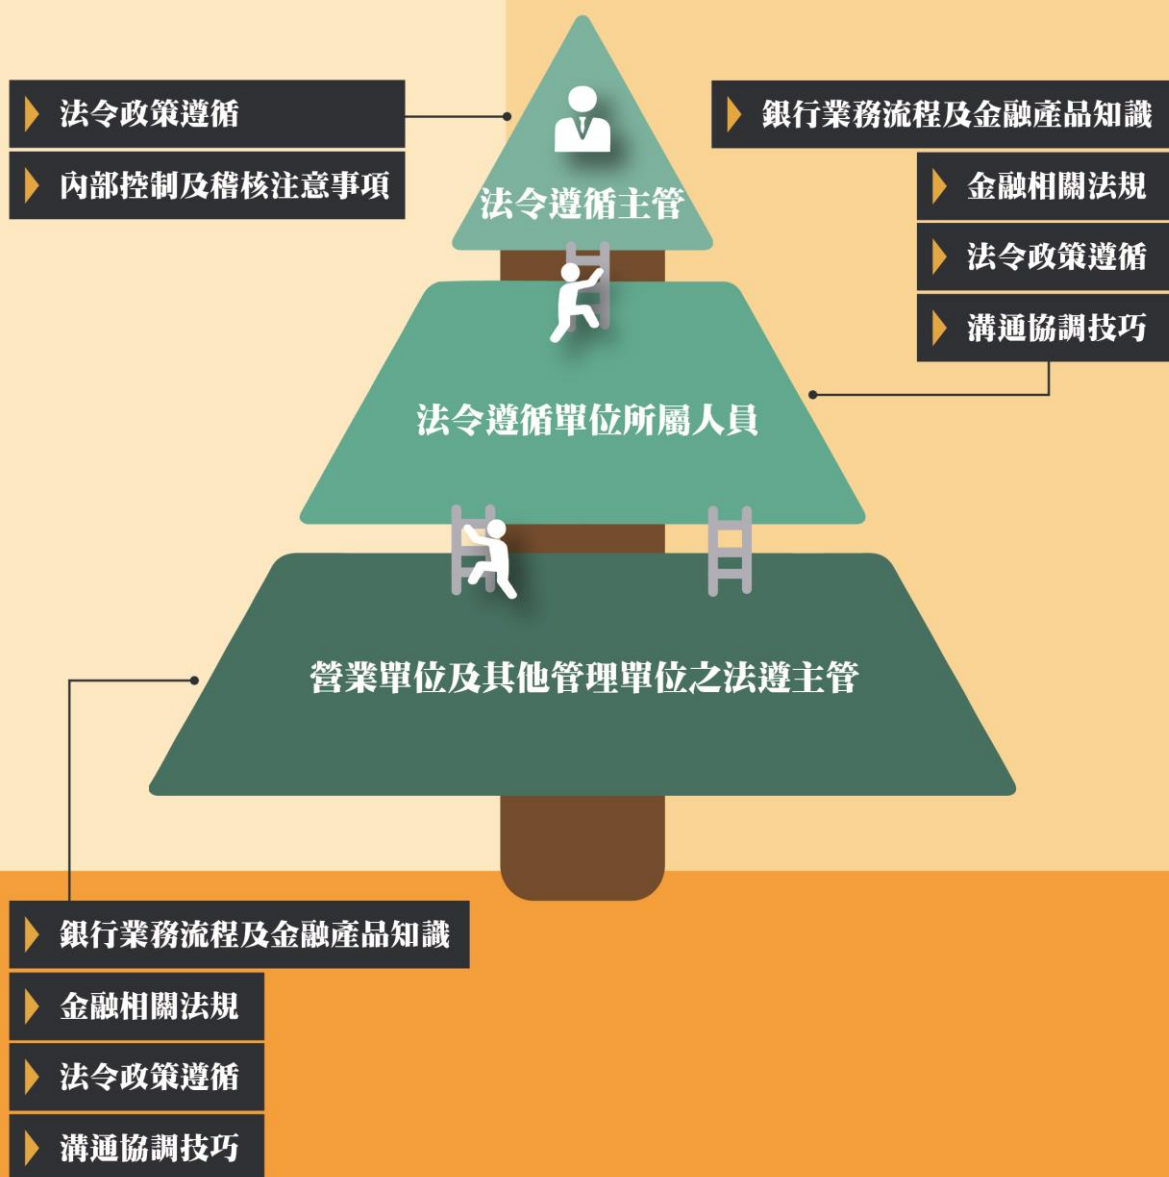 法令政策遵循
內部控制及稽核注意事項
法令遵循主管
銀行業務流程及金融產品知識
金融相關法規
法令政策遵循
溝通協調技巧
法令遵循單位所屬人員
營業單位及其他管理單位之法遵主管
銀行業務流程及金融產品知識
金融相關法規
法令政策遵循
溝通協調技巧